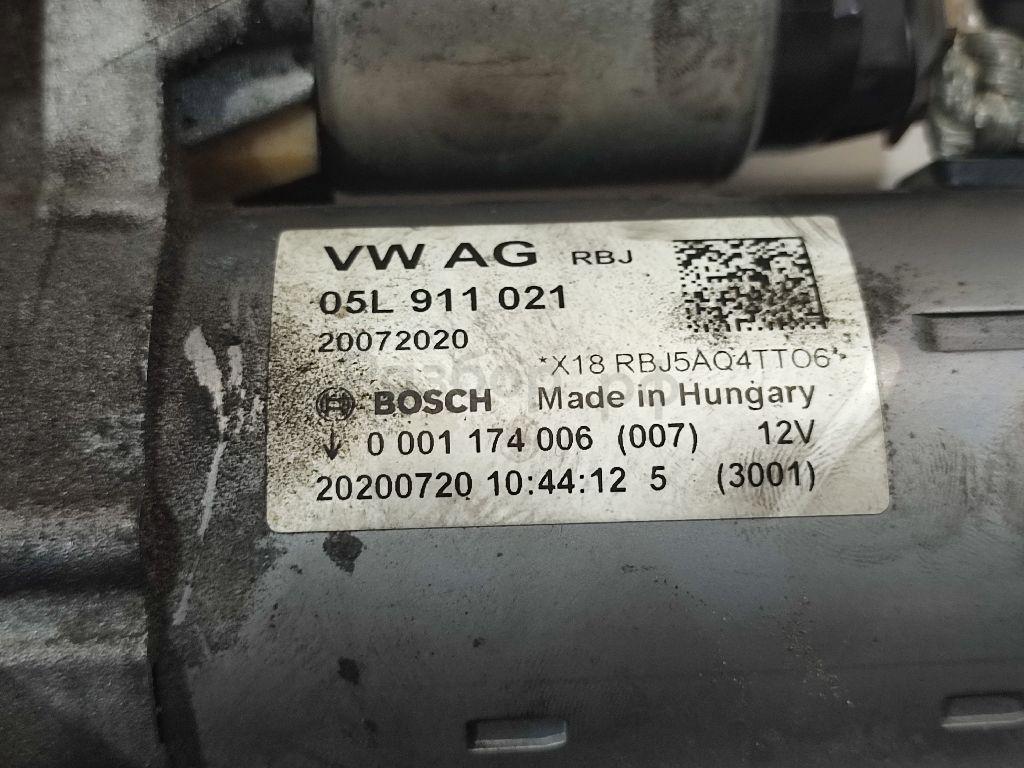 VW AG RBJ
05L 911 021
20072020
*X18 RBJ5AQ4TTO6*
BOSCH Made in Hungary
0 001 174 006 (007) 12V
20200720 10:44:12 5 (3001)